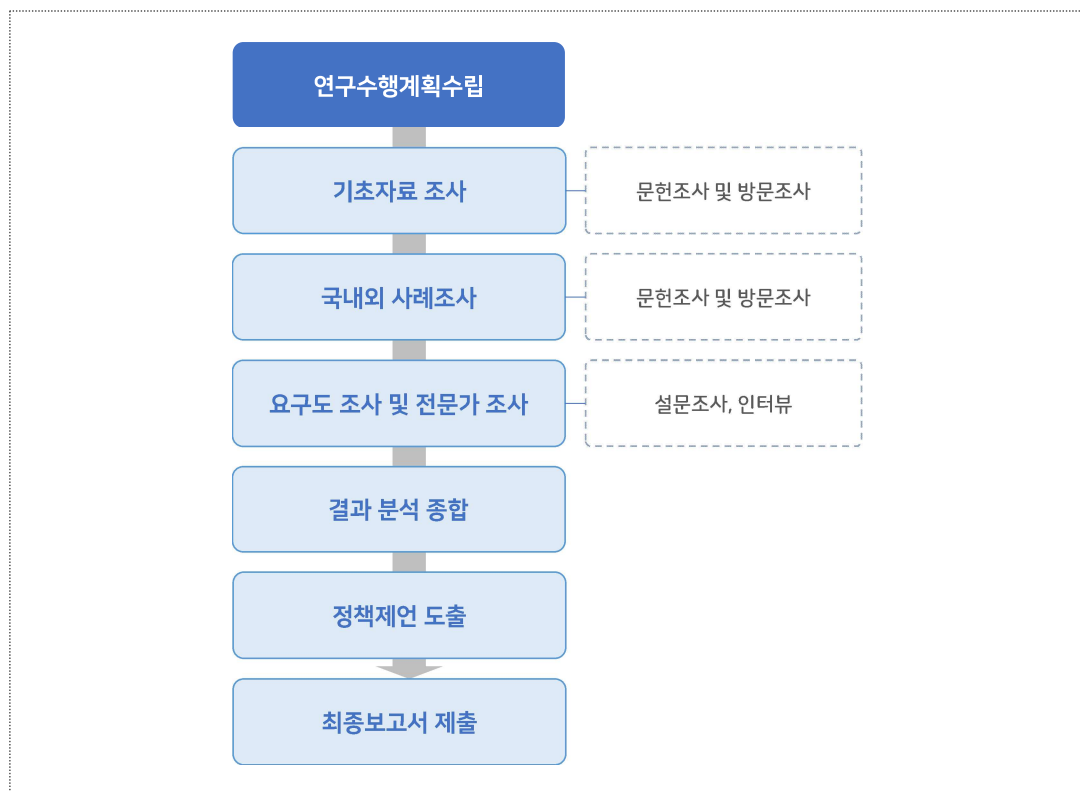 연구수행계획수립
기초자료 조사
문헌조사 및 방문조사
국내외 사례조사
문헌조사 및 방문조사
요구도 조사 및 전문가 조사
설문조사, 인터뷰
결과 분석 종합
정책제언 도출
최종보고서 제출